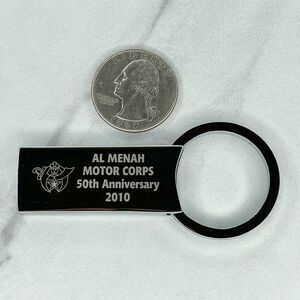 LIBERTY
AL MENAH
MOTOR CORPS
50th Anniversary
2010